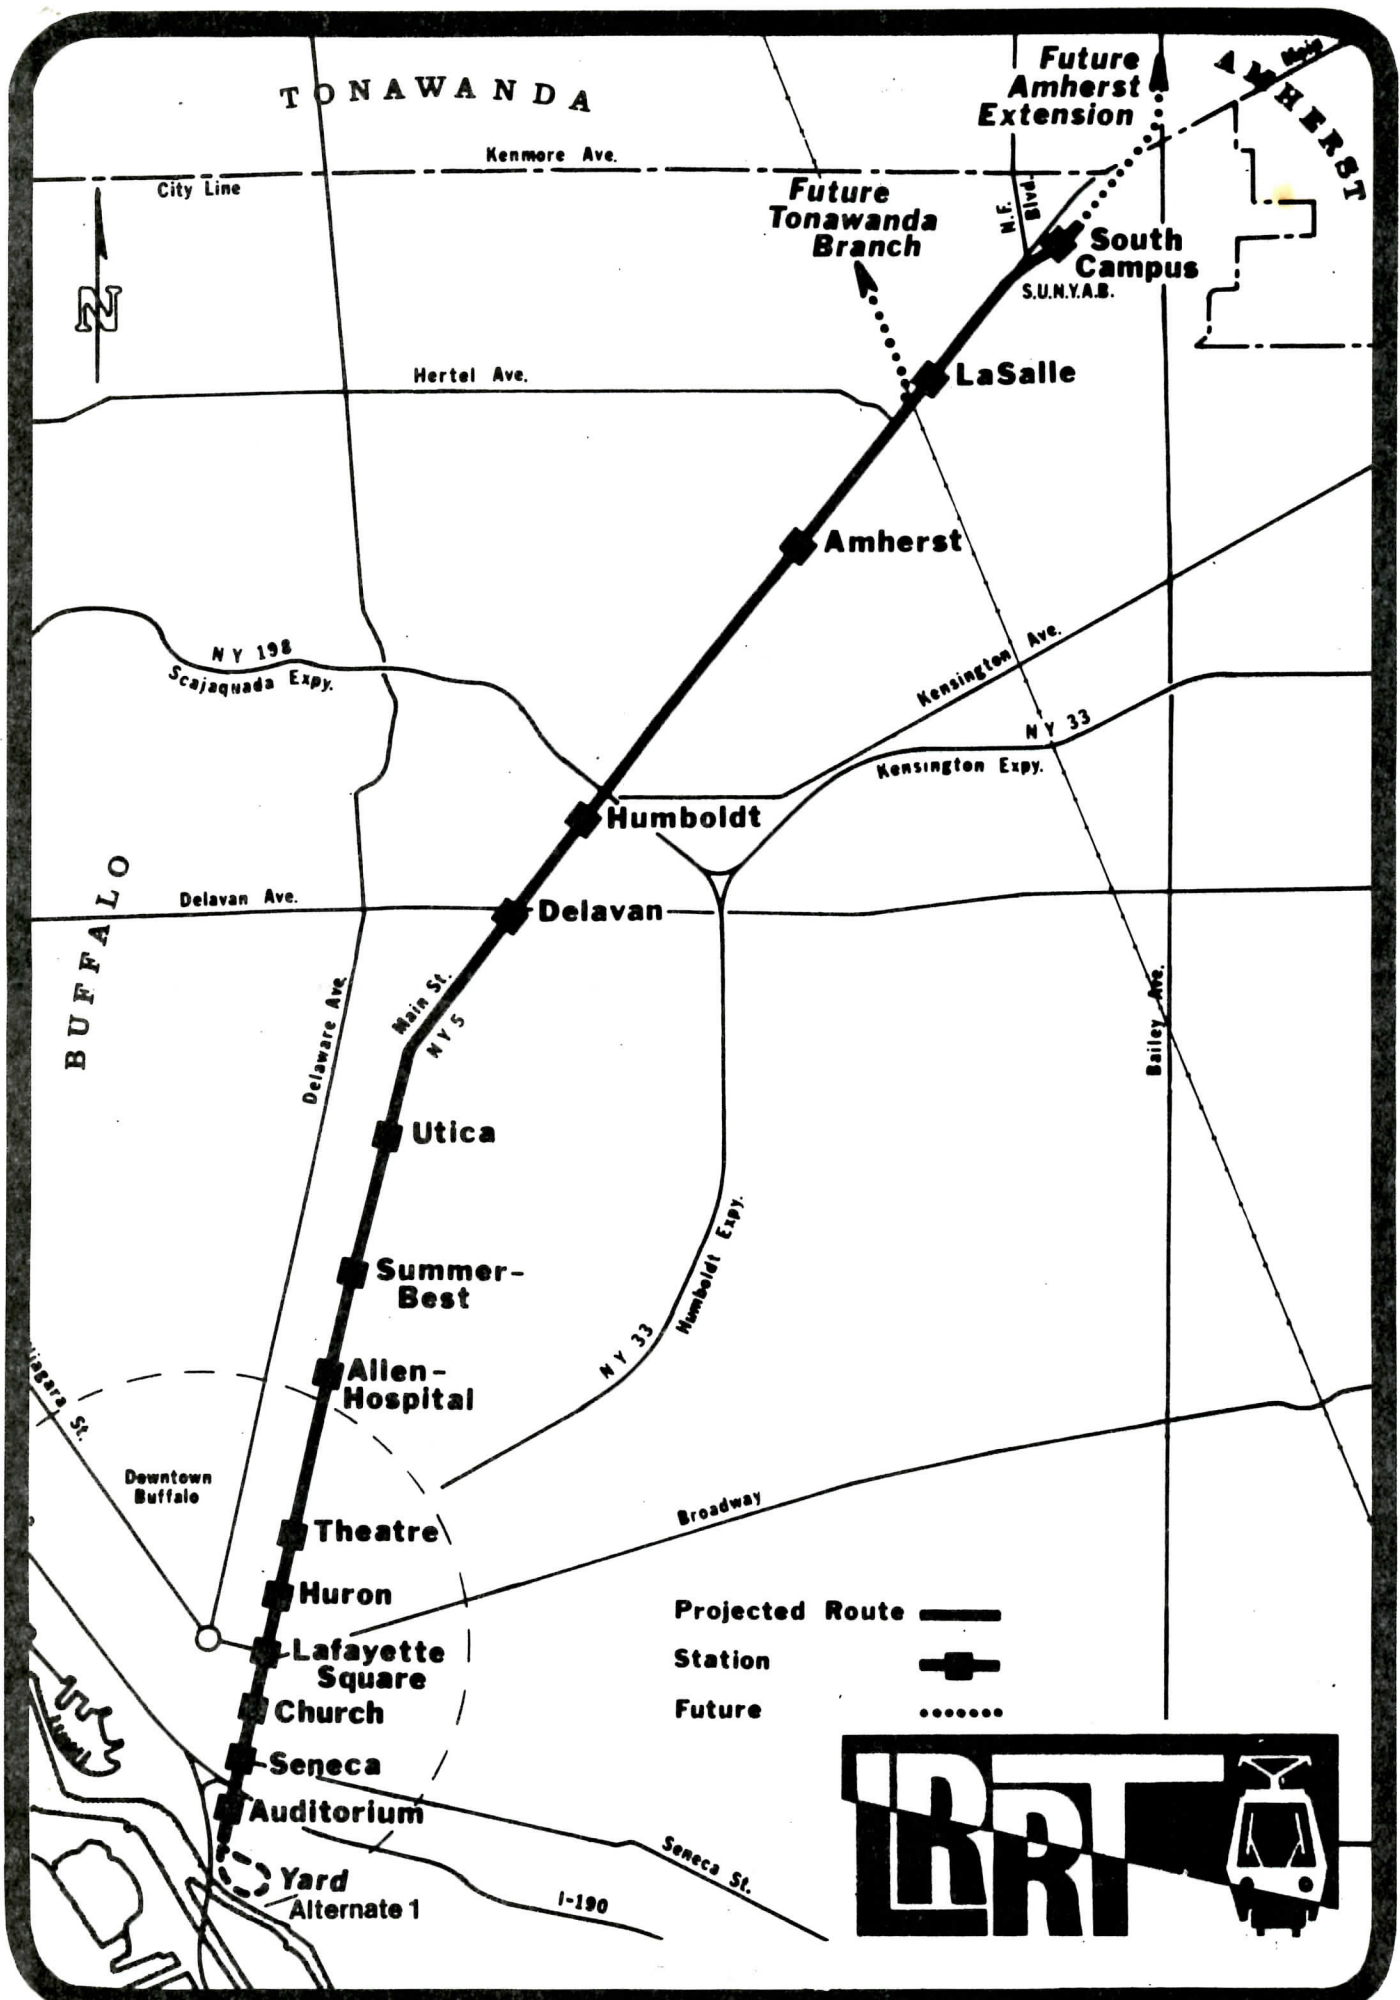 TONAWANDA
AMHERST
Main
Future
Amherst
Extension
Kenmore Ave.
City Line
Future
Tonawanda
Branch
N.F.
Blvd.
N
South
Campus
S.U.N.Y.A.B.
Hertel Ave.
LaSalle
Amherst
NY 198
Scajaquada Expy.
Kensington Ave.
NY 33
Kensington Expy.
Humboldt
BUFFALO
Delavan Ave.
Delavan
Main St.
NY 5
Delaware Ave.
Bailey Ave.
Utica
Humboldt Expy.
NY 33
Summer-
Best
Allen-
Hospital
Niagara St.
Downtown
Buffalo
Broadway
Theatre
Huron
Lafayette
Square
Church
Seneca
Auditorium
Seneca St.
Yard
Alternate 1
I-190
Projected Route
Station
Future
LRRT